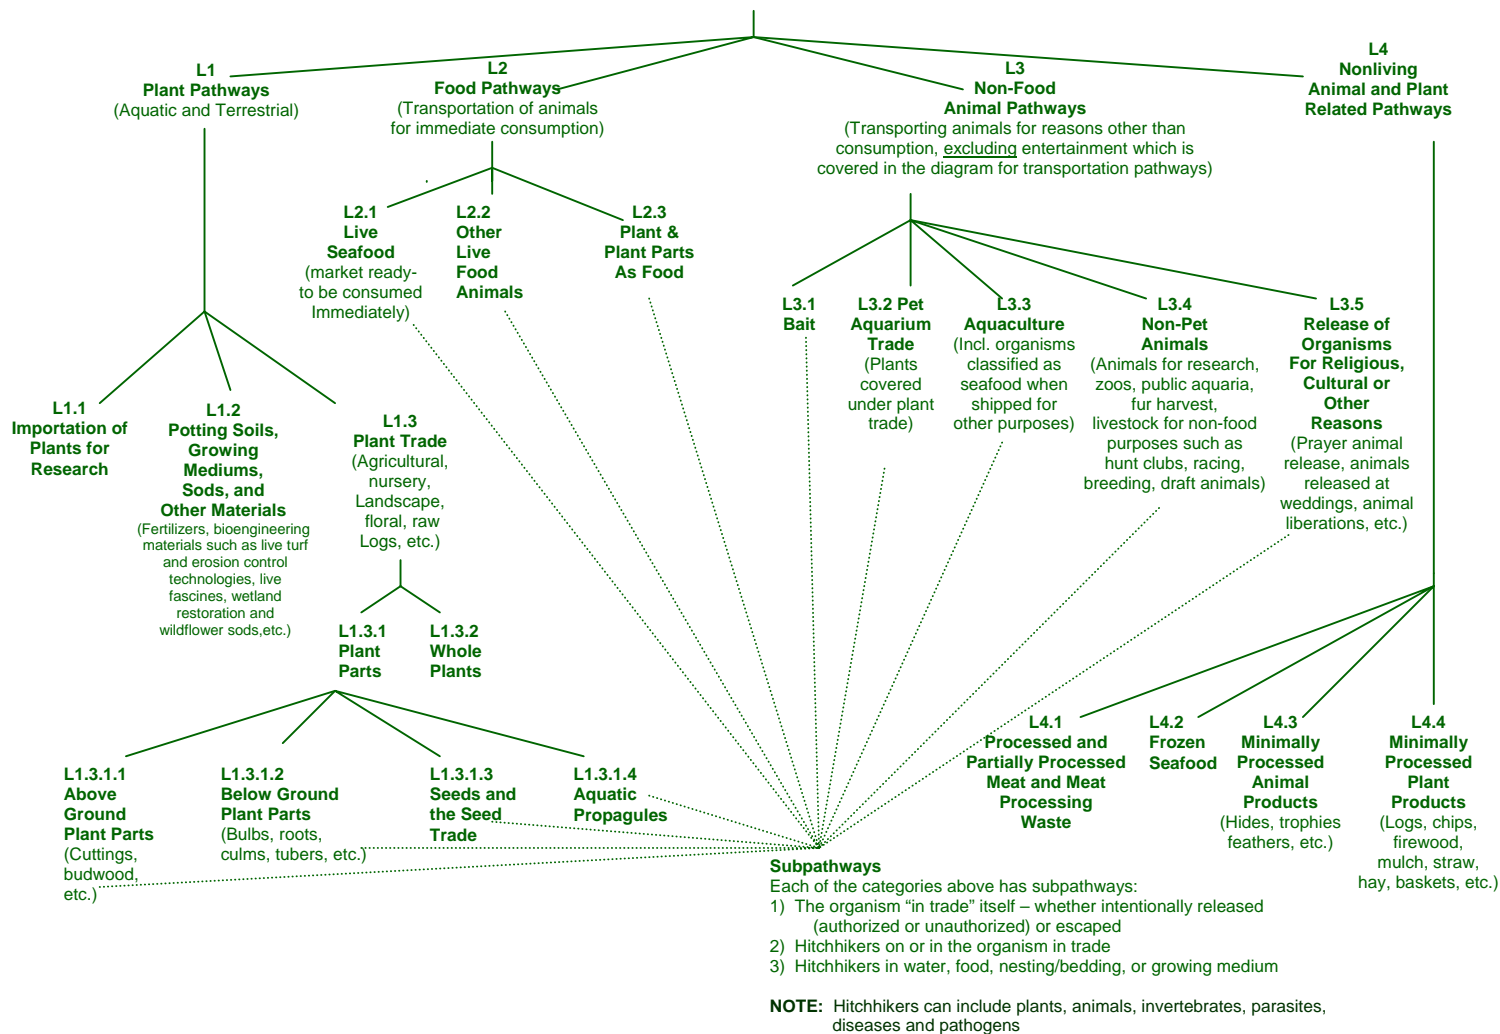 L1
Plant Pathways
(Aquatic and Terrestrial)
L2
Food Pathways
(Transportation of animals
for immediate consumption)
L3
Non-Food
Animal Pathways
(Transporting animals for reasons other than
consumption, excluding entertainment which is
covered in the diagram for transportation pathways)
L4
Nonliving
Animal and Plant
Related Pathways
L2.1
Live
Seafood
(market ready-
to be consumed
Immediately)
L2.2
Other
Live
Food
Animals
L2.3
Plant &
Plant Parts
As Food
L3.1
Bait
L3.2 Pet
Aquarium
Trade
(Plants
covered
under plant
trade)
L3.3
Aquaculture
(Incl. organisms
classified as
seafood when
shipped for
other purposes)
L3.4
Non-Pet
Animals
(Animals for research,
zoos, public aquaria,
fur harvest,
livestock for non-food
purposes such as
hunt clubs, racing,
breeding, draft animals)
L3.5
Release of
Organisms
For Religious,
Cultural or
Other
Reasons
(Prayer animal
release, animals
released at
weddings, animal
liberations, etc.)
L1.1
Importation of
Plants for
Research
L1.2
Potting Soils,
Growing
Mediums,
Sods, and
Other Materials
(Fertilizers, bioengineering
materials such as live turf
and erosion control
technologies, live
fascines, wetland
restoration and
wildflower sods,etc.)
L1.3
Plant Trade
(Agricultural,
nursery,
Landscape,
floral, raw
Logs, etc.)
L1.3.1
Plant
Parts
L1.3.2
Whole
Plants
L1.3.1.1
Above
Ground
Plant Parts
(Cuttings,
budwood,
etc.)
L1.3.1.2
Below Ground
Plant Parts
(Bulbs, roots,
culms, tubers, etc.)
L1.3.1.3
Seeds and
the Seed
Trade
L1.3.1.4
Aquatic
Propagules
L4.1
Processed and
Partially Processed
Meat and Meat
Processing
Waste
L4.2
Frozen
Seafood
L4.3
Minimally
Processed
Animal
Products
(Hides, trophies
feathers, etc.)
L4.4
Minimally
Processed
Plant
Products
(Logs, chips,
firewood,
mulch, straw,
hay, baskets, etc.)
Subpathways
Each of the categories above has subpathways:
1) The organism “in trade” itself – whether intentionally released
(authorized or unauthorized) or escaped
2) Hitchhikers on or in the organism in trade
3) Hitchhikers in water, food, nesting/bedding, or growing medium
NOTE: Hitchhikers can include plants, animals, invertebrates, parasites,
diseases and pathogens